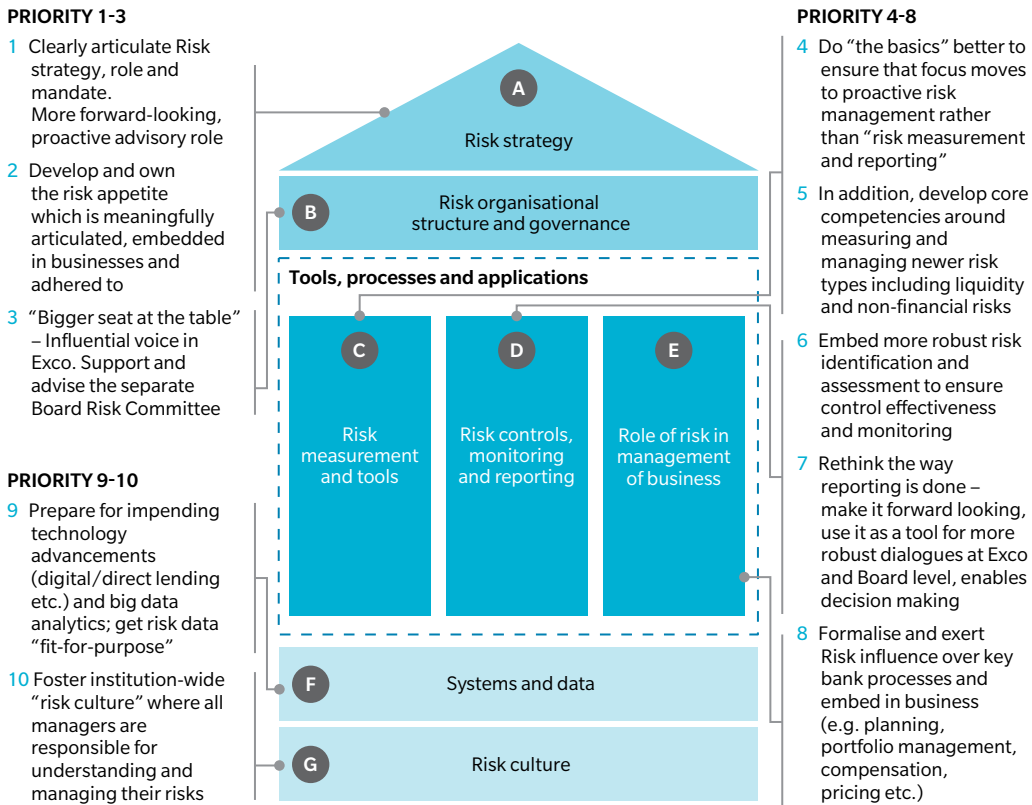 PRIORITY 1-3
1 Clearly articulate Risk
strategy, role and
mandate.
More forward-looking,
proactive advisory role
2 Develop and own
the risk appetite
which is meaningfully
articulated, embedded
in businesses and
adhered to
3 “Bigger seat at the table”
– Influential voice in
Exco. Support and
advise the separate
Board Risk Committee
PRIORITY 9-10
9 Prepare for impending
technology
advancements
(digital/direct lending
etc.) and big data
analytics; get risk data
“fit-for-purpose”
10 Foster institution-wide
“risk culture” where all
managers are
responsible for
understanding and
managing their risks
A
Risk strategy
B
Risk organisational
structure and governance
Tools, processes and applications
C
Risk
measurement
and tools
D
Risk controls,
monitoring
and reporting
E
Role of risk in
management
of business
F
Systems and data
G
Risk culture
PRIORITY 4-8
4 Do “the basics” better to
ensure that focus moves
to proactive risk
management rather
than “risk measurement
and reporting”
5 In addition, develop core
competencies around
measuring and
managing newer risk
types including liquidity
and non-financial risks
6 Embed more robust risk
identification and
assessment to ensure
control effectiveness
and monitoring
7 Rethink the way
reporting is done –
make it forward looking,
use it as a tool for more
robust dialogues at Exco
and Board level, enables
decision making
8 Formalise and exert
Risk influence over key
bank processes and
embed in business
(e.g. planning,
portfolio management,
compensation,
pricing etc.)